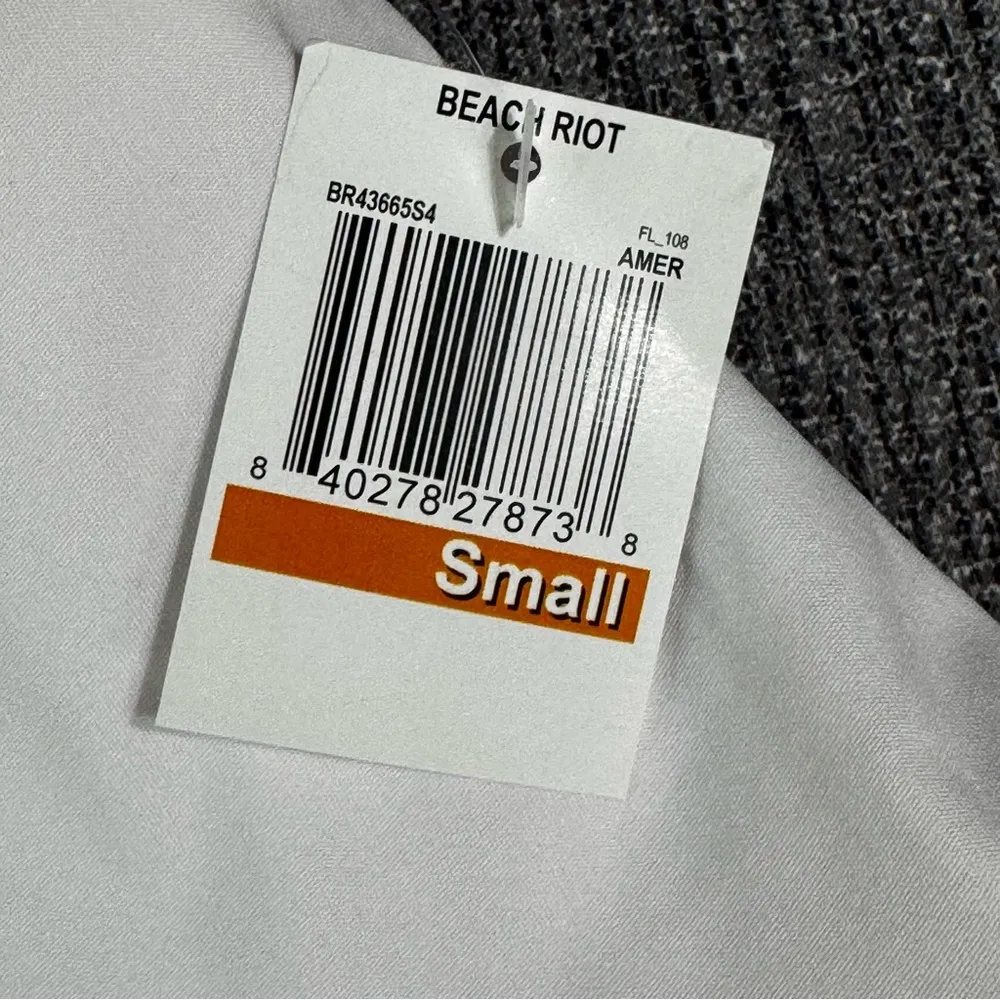 BEACH RIOT
BR43665S4
FL_108
AMER
8 40278 27873 8
Small